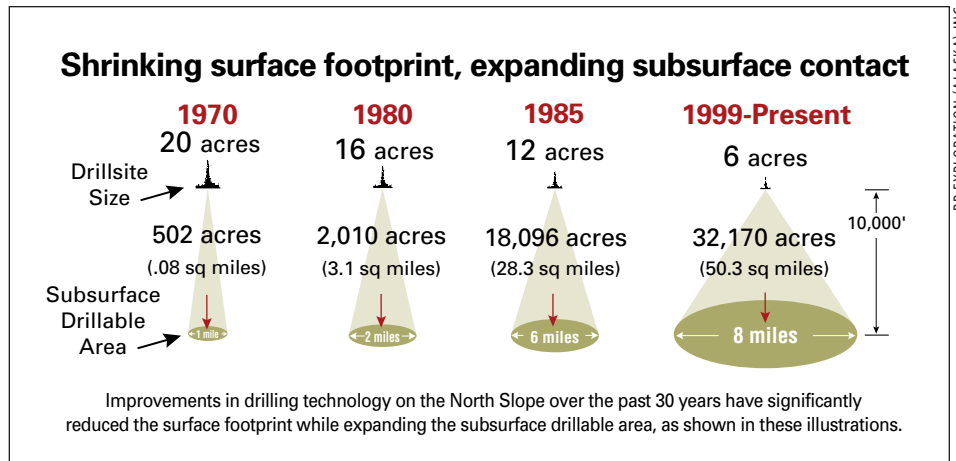 Shrinking surface footprint, expanding subsurface contact
1970
20 acres
1980
16 acres
1985
12 acres
1999-Present
6 acres
Drillsite
Size
502 acres
(.08 sq miles)
2,010 acres
(3.1 sq miles)
18,096 acres
(28.3 sq miles)
32,170 acres
(50.3 sq miles)
10,000'
Subsurface
Drillable
Area
1 mile
2 miles
6 miles
8 miles
Improvements in drilling technology on the North Slope over the past 30 years have significantly
reduced the surface footprint while expanding the subsurface drillable area, as shown in these illustrations.
BP EXPLORATION (ALASKA) INC